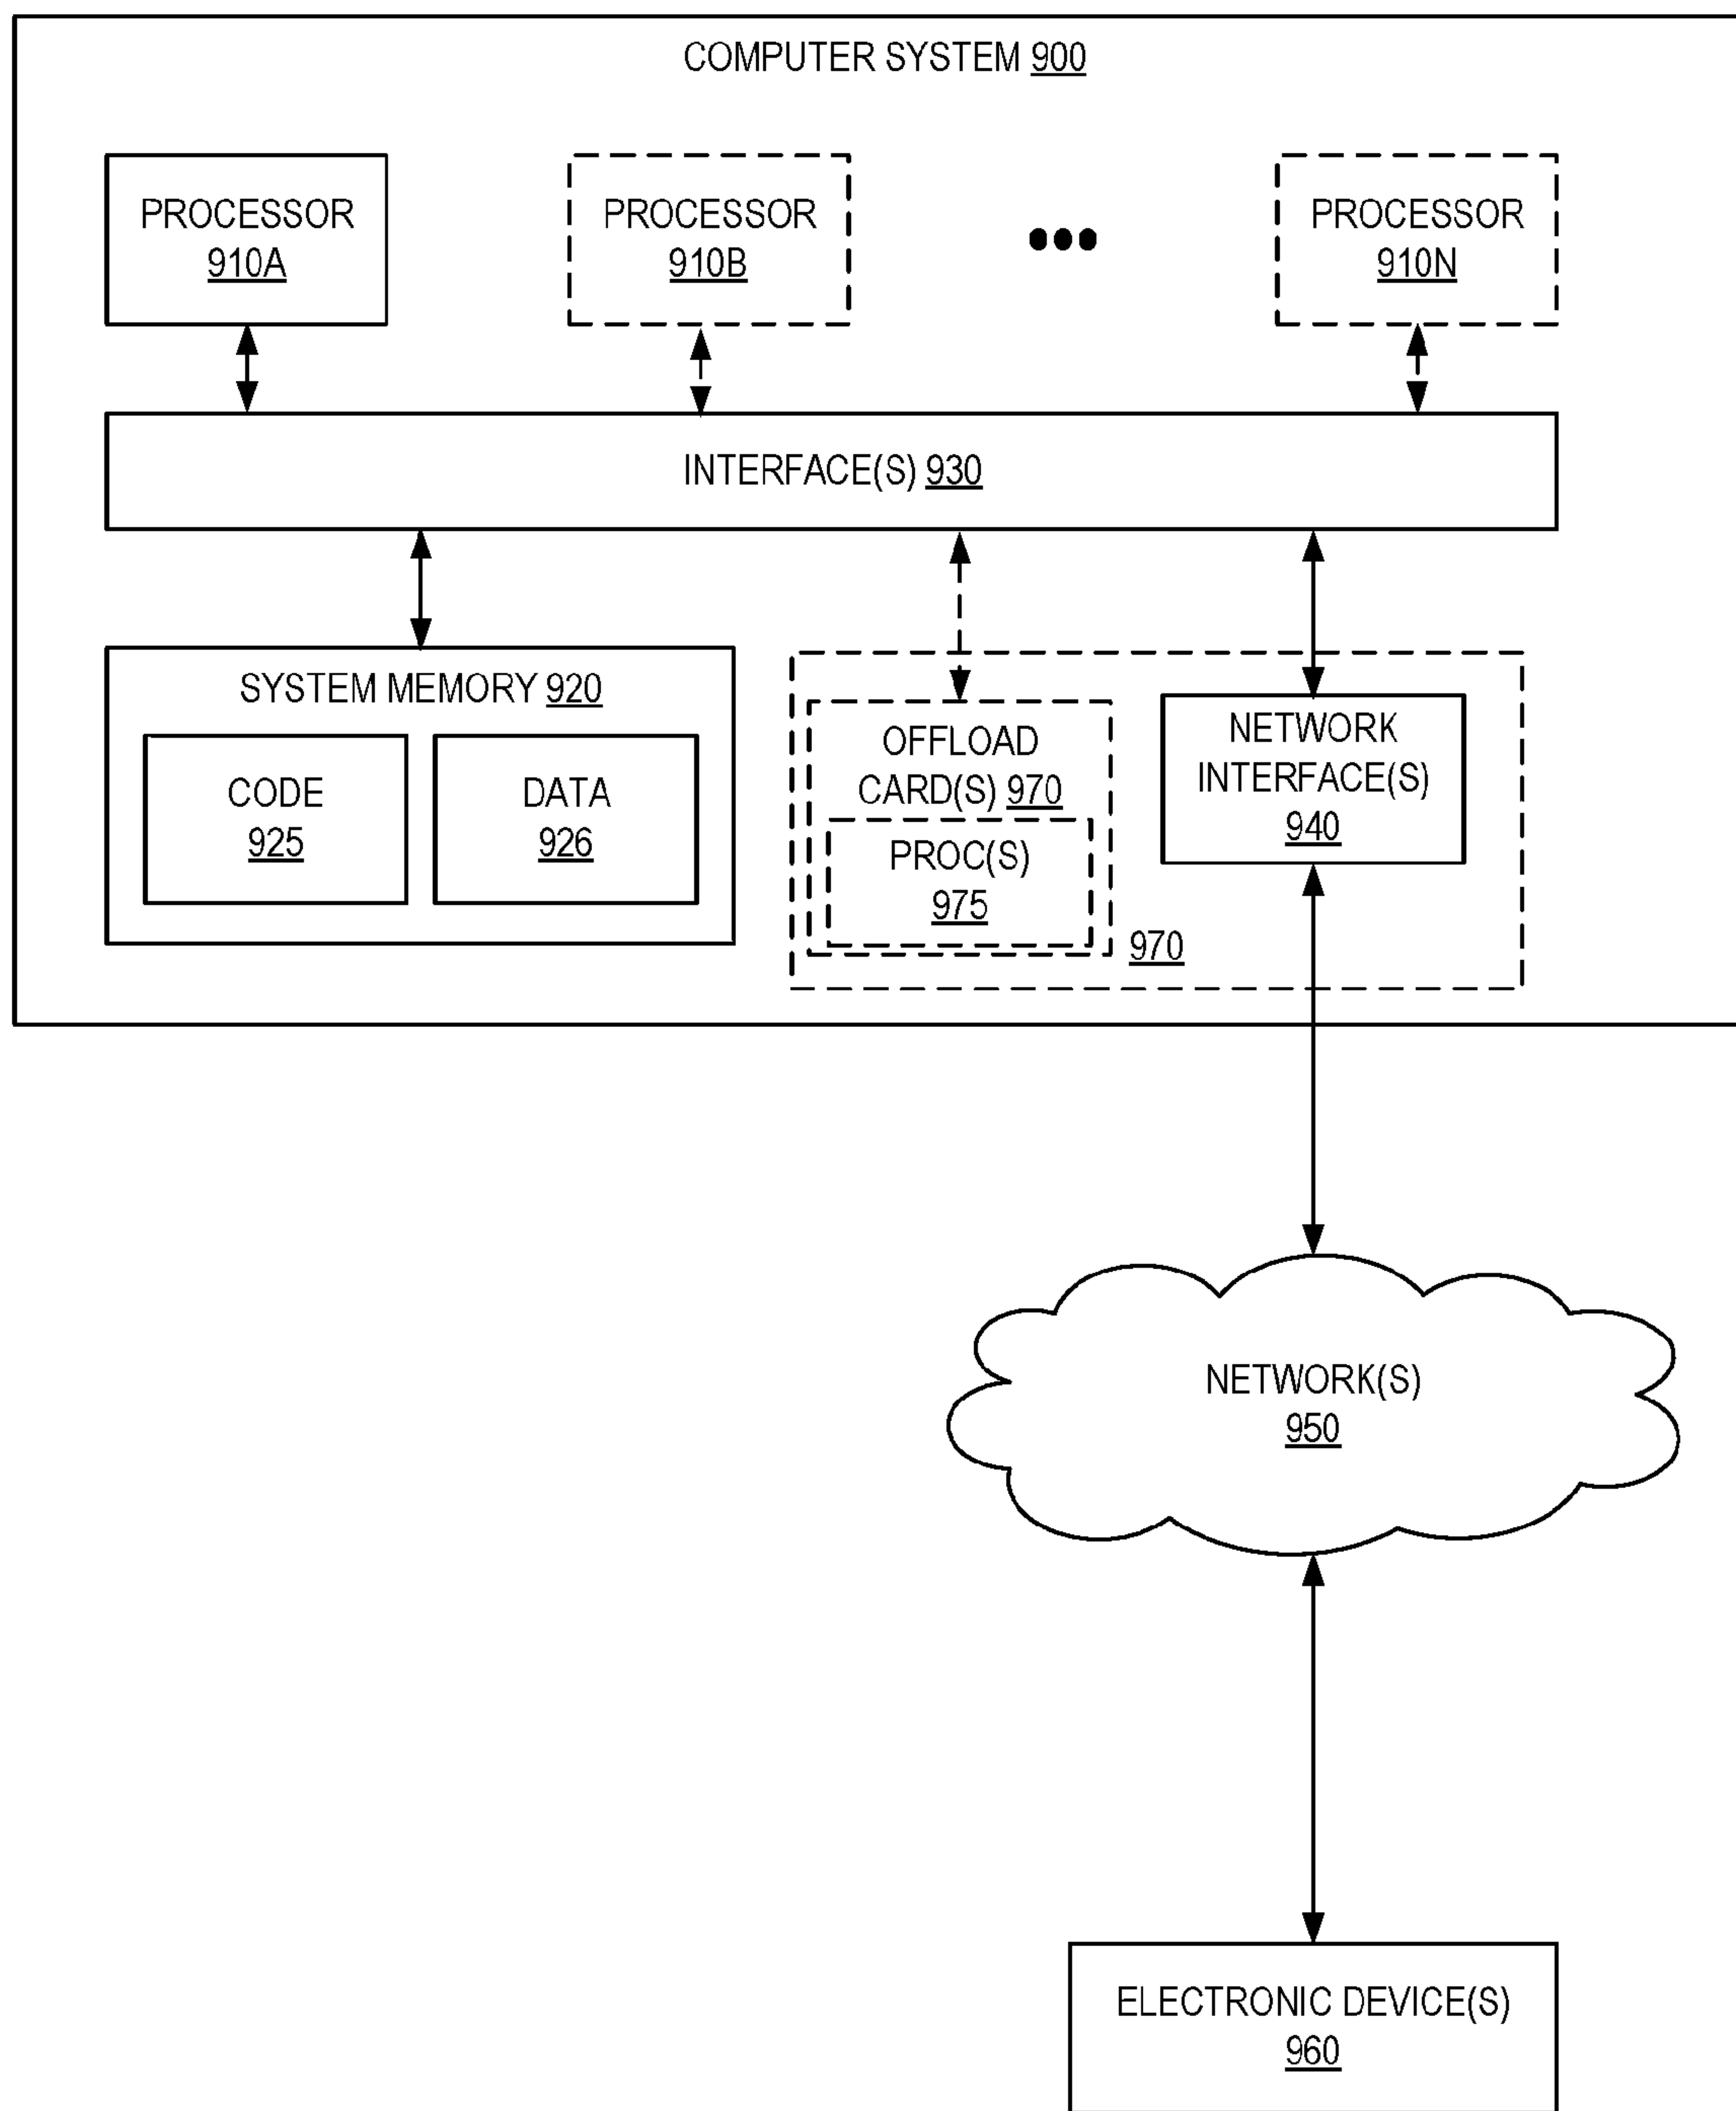 COMPUTER SYSTEM 900
PROCESSOR
910A
PROCESSOR
910B
PROCESSOR
910N
INTERFACE(S) 930
SYSTEM MEMORY 920
CODE
925
DATA
926
OFFLOAD
CARD(S) 970
PROC(S)
975
970
NETWORK
INTERFACE(S)
940
NETWORK(S)
950
ELECTRONIC DEVICE(S)
960